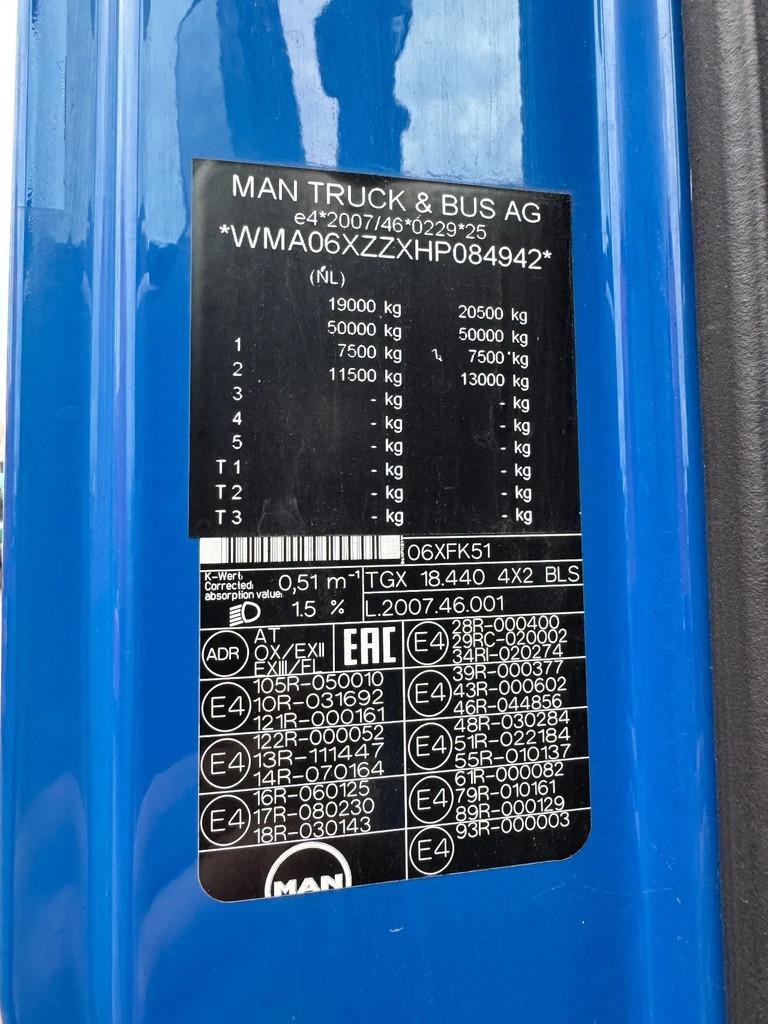 MAN TRUCK & BUS AG
e4*2007/46*0229*25
*WMA06XZZXHP084942*
(NL)
19000 kg 20500 kg
50000 kg 50000 kg
1 7500 kg 7500 kg
2 11500 kg 13000 kg
3 - kg - kg
4 - kg - kg
5 - kg - kg
T1 - kg - kg
T2 - kg - kg
T3 - kg - kg
06XFK51
K-Wert:
Corrected
absorption value:
0,51 m⁻¹
TGX 18.440 4X2 BLS
1.5 %
L.2007.46.001
ADR
AT
OX/EXII
EXIII/FL
EAC
E4
28R-000400
29RC-020002
34RI-020274
E4
105R-050010
10R-031692
121R-000161
E4
39R-000377
43R-000602
46R-044856
E4
122R-000052
13R-111447
14R-070164
E4
48R-030284
51R-022184
55R-010137
E4
16R-060125
17R-080230
18R-030143
E4
61R-000082
79R-010161
89R-000129
E4
93R-000003
MAN